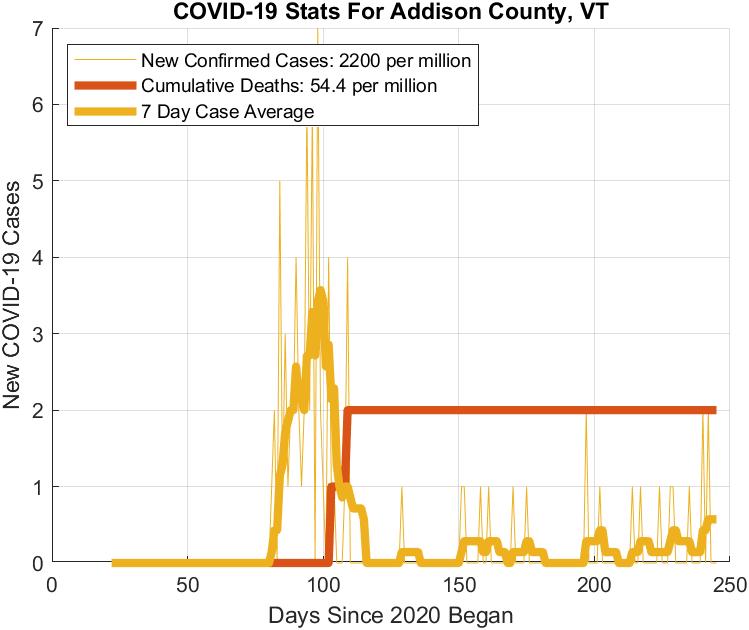 COVID-19 Stats For Addison County, VT
New Confirmed Cases: 2200 per million
Cumulative Deaths: 54.4 per million
7 Day Case Average
New COVID-19 Cases
7
6
5
4
3
2
1
0
0 50 100 150 200 250
Days Since 2020 Began